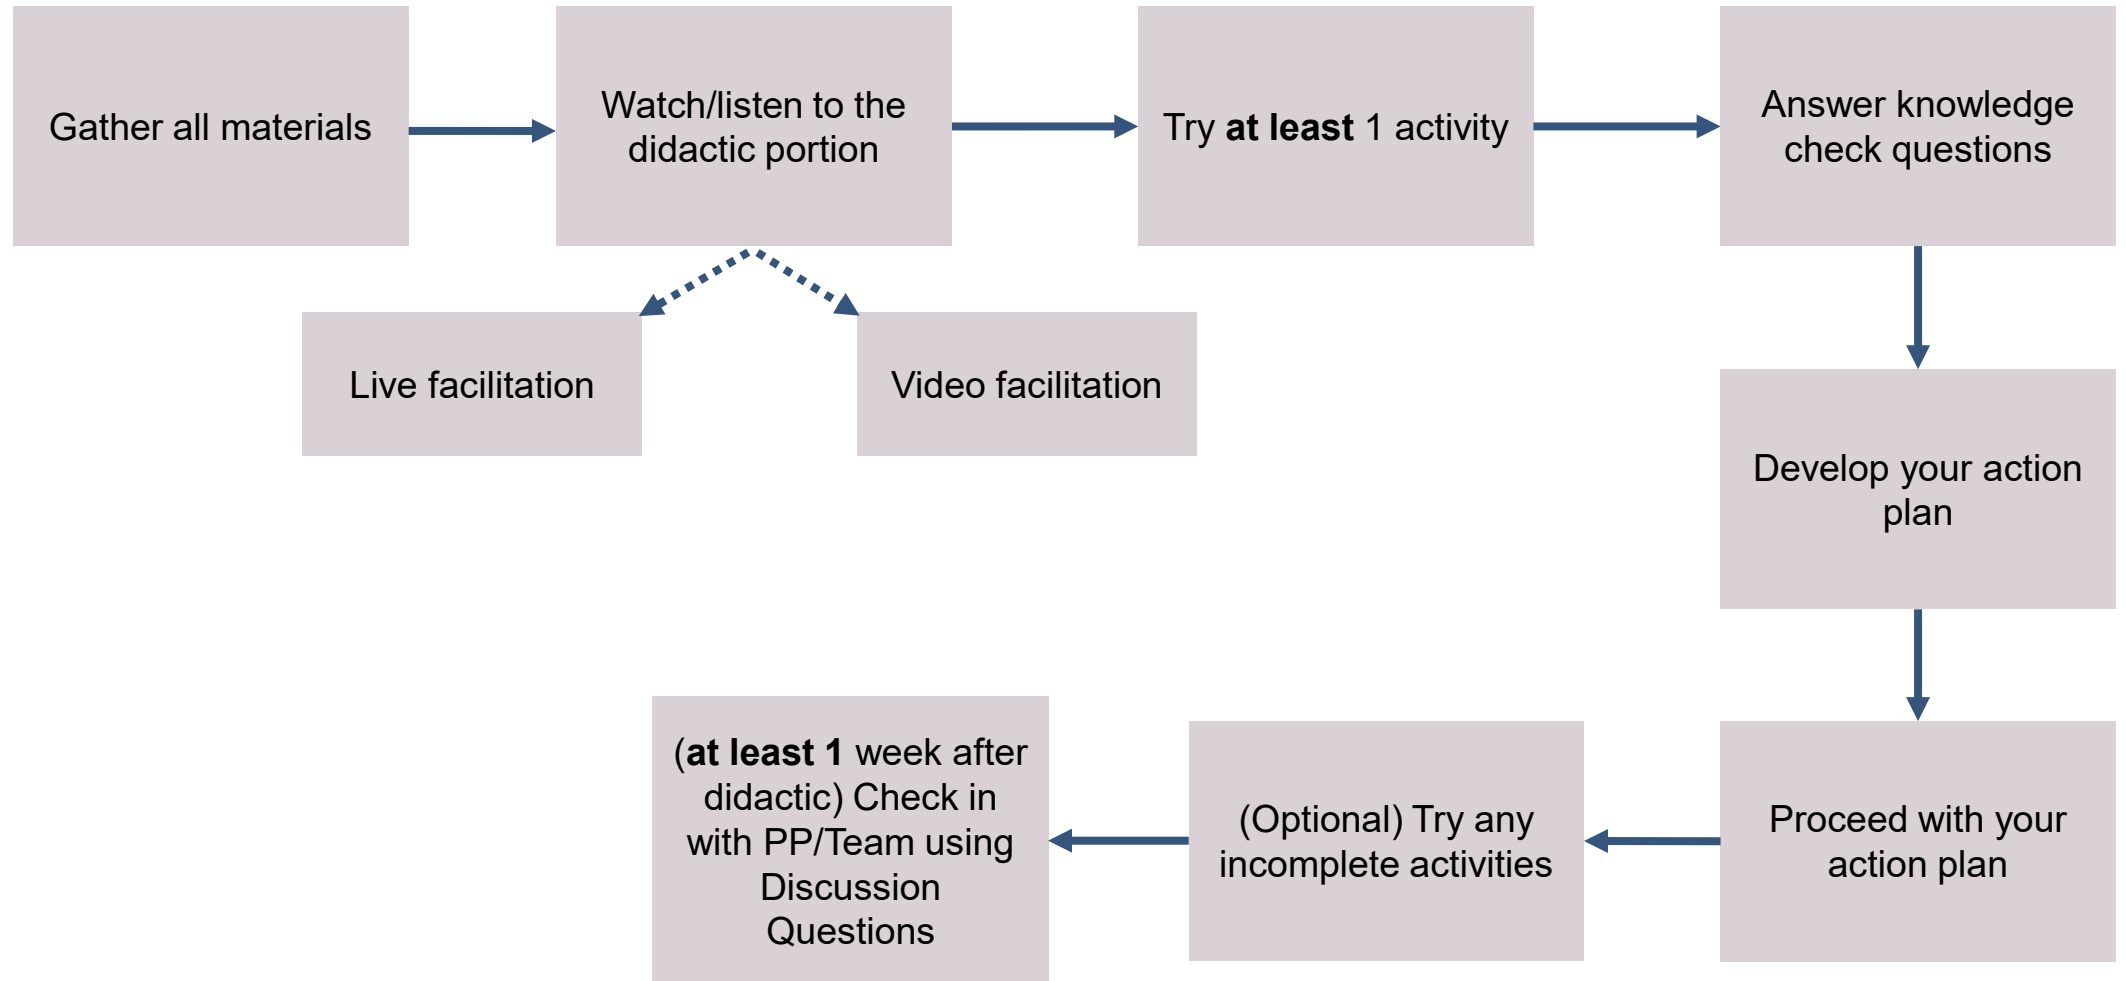 Gather all materials
Watch/listen to the
didactic portion
Try at least 1 activity
Answer knowledge
check questions
Live facilitation
Video facilitation
Develop your action
plan
Proceed with your
action plan
(Optional) Try any
incomplete activities
(at least 1 week after
didactic) Check in
with PP/Team using
Discussion
Questions